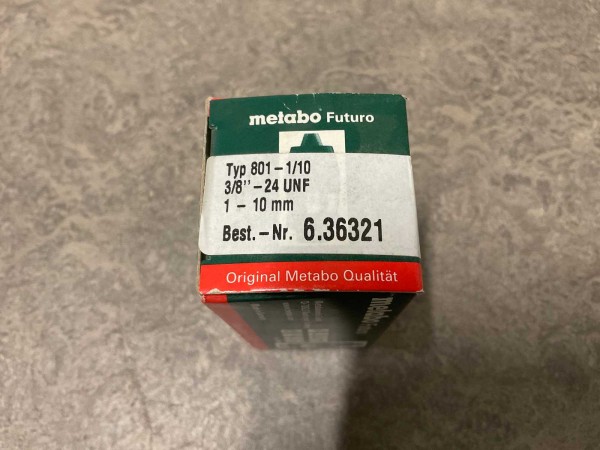 metabo Futuro
Typ 801-1/10
3/8'' - 24 UNF
1 - 10 mm
Best. - Nr. 6.36321
Original Metabo Qualität
metabo